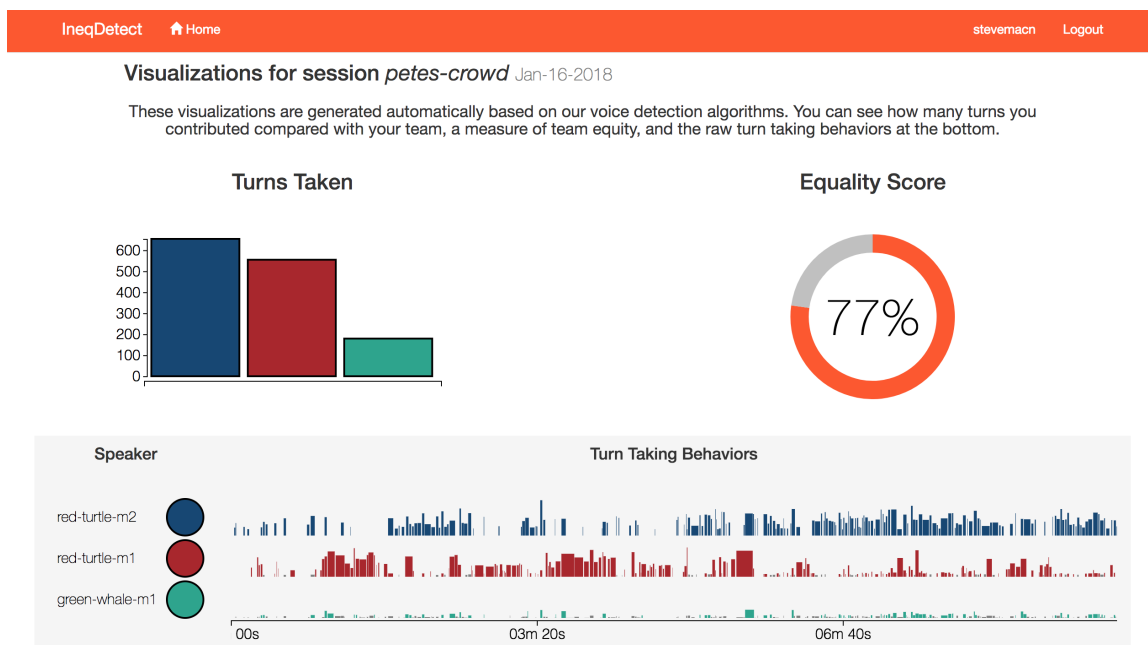 IneqDetect Home stevemacn Logout
Visualizations for session petes-crowd Jan-16-2018
These visualizations are generated automatically based on our voice detection algorithms. You can see how many turns you
contributed compared with your team, a measure of team equity, and the raw turn taking behaviors at the bottom.
Turns Taken
600
500
400
300
200
100
0
Equality Score
77%
Speaker Turn Taking Behaviors
red-turtle-m2
red-turtle-m1
green-whale-m1
00s 03m 20s 06m 40s